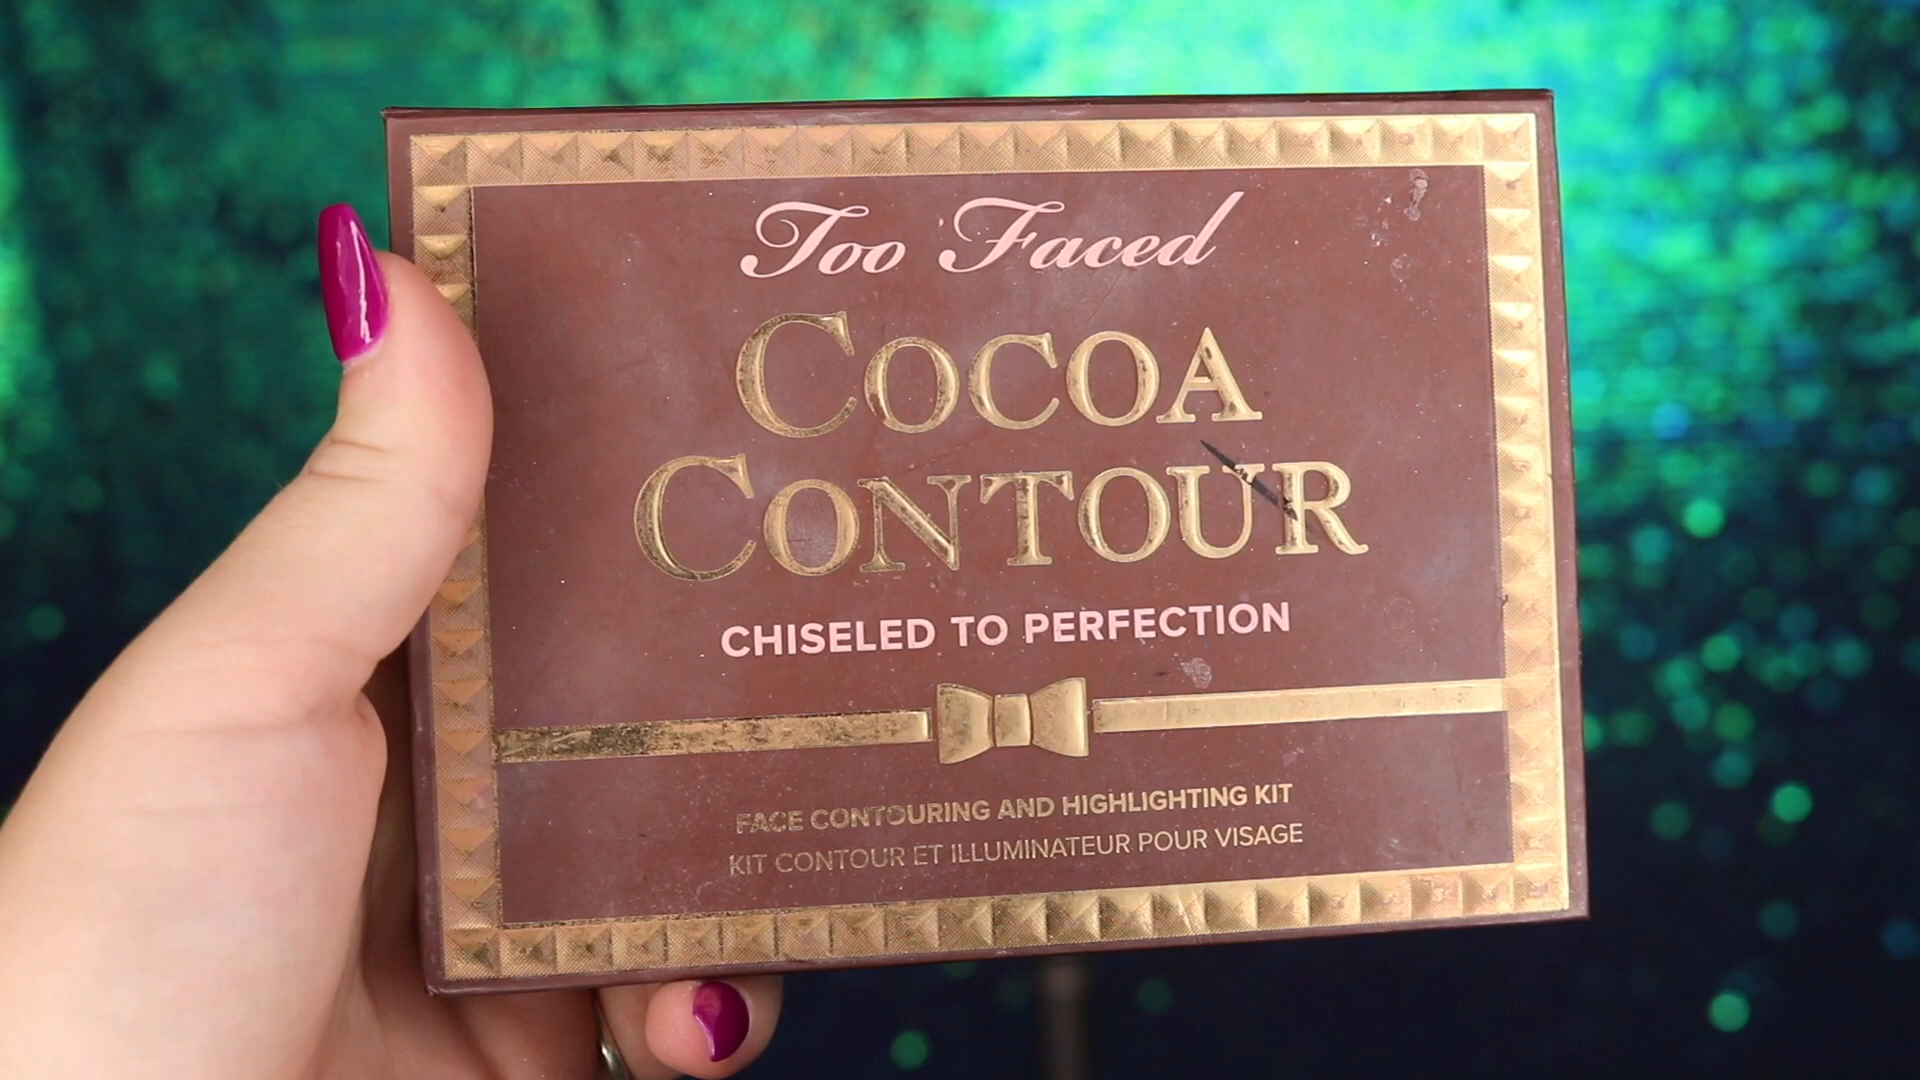 Too Faced
COCOA
CONTOUR
CHISELED TO PERFECTION
FACE CONTOURING AND HIGHLIGHTING KIT
KIT CONTOUR ET ILLUMINATEUR POUR VISAGE